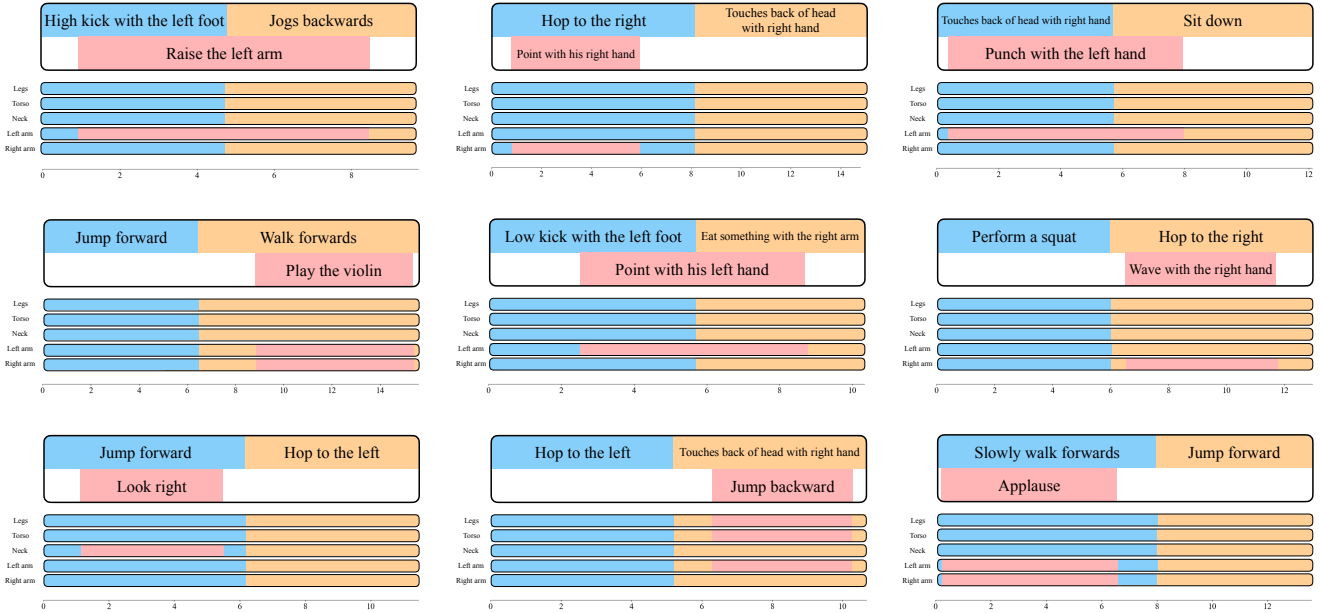 High kick with the left foot
Jogs backwards
Raise the left arm
Legs
Torso
Neck
Left arm
Right arm
0 2 4 6 8
Hop to the right
Touches back of head
with right hand
Point with his right hand
Legs
Torso
Neck
Left arm
Right arm
0 2 4 6 8 10 12 14
Touches back of head with right hand
Sit down
Punch with the left hand
Legs
Torso
Neck
Left arm
Right arm
0 2 4 6 8 10 12
Jump forward
Walk forwards
Play the violin
Legs
Torso
Neck
Left arm
Right arm
0 2 4 6 8 10 12 14
Low kick with the left foot
Eat something with the right arm
Point with his left hand
Legs
Torso
Neck
Left arm
Right arm
0 2 4 6 8 10
Perform a squat
Hop to the right
Wave with the right hand
Legs
Torso
Neck
Left arm
Right arm
0 2 4 6 8 10 12
Jump forward
Hop to the left
Look right
Legs
Torso
Neck
Left arm
Right arm
0 2 4 6 8 10
Hop to the left
Touches back of head with right hand
Jump backward
Legs
Torso
Neck
Left arm
Right arm
0 2 4 6 8 10
Slowly walk forwards
Jump forward
Applause
Legs
Torso
Neck
Left arm
Right arm
0 2 4 6 8 10 12